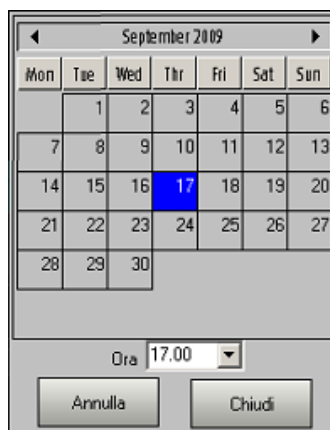 September 2009
Mon Tue Wed Thr Fri Sat Sun
1 2 3 4 5 6
7 8 9 10 11 12 13
14 15 16 17 18 19 20
21 22 23 24 25 26 27
28 29 30
Ora 17.00
Annulla Chiudi